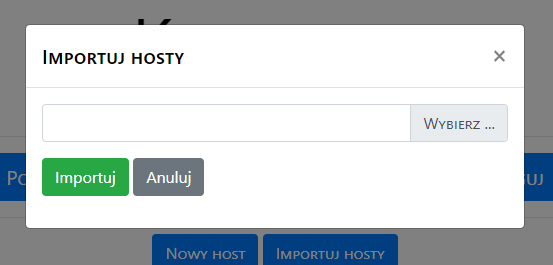 Importuj hosty ×
Wybierz ...
Importuj Anuluj
Nowy host Importuj hosty